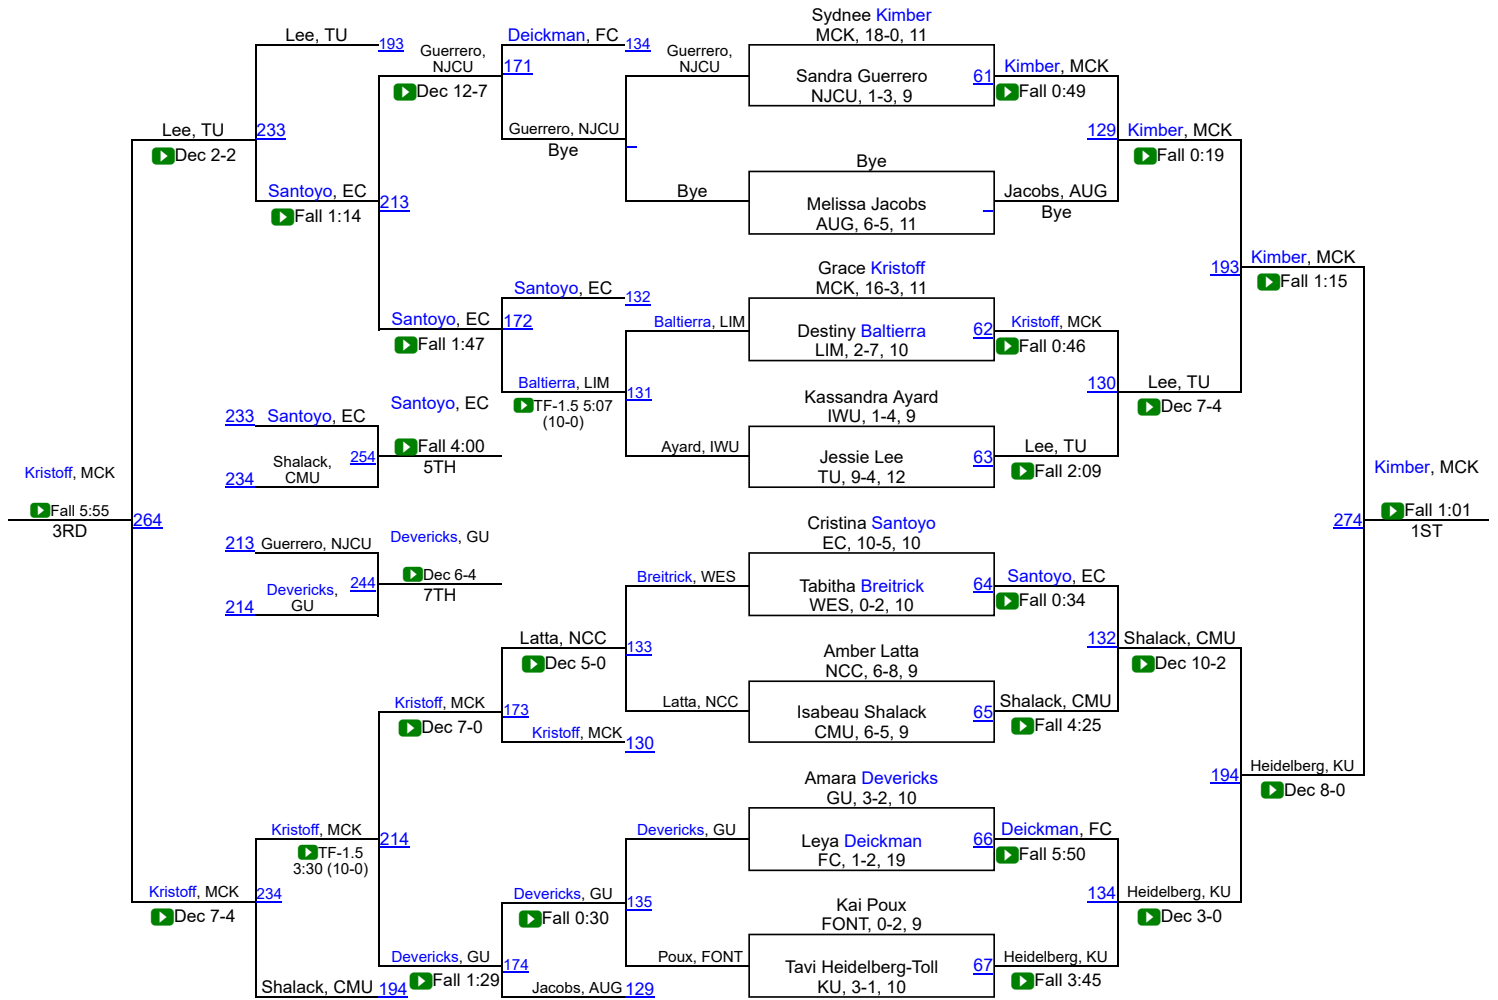 Sydnee Kimber
MCK, 18-0, 11
Sandra Guerrero
NJCU, 1-3, 9
61
Bye
Melissa Jacobs
AUG, 6-5, 11
Grace Kristoff
MCK, 16-3, 11
Destiny Baltierra
LIM, 2-7, 10
62
Kassandra Ayard
IWU, 1-4, 9
Jessie Lee
TU, 9-4, 12
63
Cristina Santoyo
EC, 10-5, 10
Tabitha Breitrick
WES, 0-2, 10
64
Amber Latta
NCC, 6-8, 9
Isabeau Shalack
CMU, 6-5, 9
65
Amara Devericks
GU, 3-2, 10
Leya Deickman
FC, 1-2, 19
66
Kai Poux
FONT, 0-2, 9
Tavi Heidelberg-Toll
KU, 3-1, 10
67
Kimber, MCK
Fall 0:49
Jacobs, AUG
Bye
Kristoff, MCK
Fall 0:46
Lee, TU
Fall 2:09
Santoyo, EC
Fall 0:34
Shalack, CMU
Fall 4:25
Deickman, FC
Fall 5:50
Heidelberg, KU
Fall 3:45
129
Kimber, MCK
Fall 0:19
130
Lee, TU
Dec 7-4
132
Shalack, CMU
Dec 10-2
134
Heidelberg, KU
Dec 3-0
193
Kimber, MCK
Fall 1:15
194
Heidelberg, KU
Dec 8-0
Kimber, MCK
274
Fall 1:01
1ST
Guerrero,
NJCU
Bye
Baltierra, LIM
Ayard, IWU
Breitrick, WES
Latta, NCC
Devericks, GU
Poux, FONT
Deickman, FC
134
Guerrero, NJCU
Bye
Santoyo, EC
132
Baltierra, LIM
131
TF-1.5 5:07
(10-0)
Latta, NCC
133
Dec 5-0
Kristoff, MCK
130
Devericks, GU
135
Fall 0:30
Jacobs, AUG
129
Guerrero,
NJCU
171
Dec 12-7
Santoyo, EC
172
Fall 1:47
Kristoff, MCK
173
Dec 7-0
Devericks, GU
174
Fall 1:29
Lee, TU
193
Santoyo, EC
213
Fall 1:14
Kristoff, MCK
214
TF-1.5
3:30 (10-0)
Shalack, CMU
194
Lee, TU
233
Dec 2-2
Kristoff, MCK
234
Dec 7-4
Kristoff, MCK
Fall 5:55
264
3RD
Santoyo, EC
233
Santoyo, EC
Shalack,
CMU
254
Fall 4:00
234
5TH
Devericks, GU
213
Guerrero, NJCU
Devericks,
GU
244
Dec 6-4
214
7TH